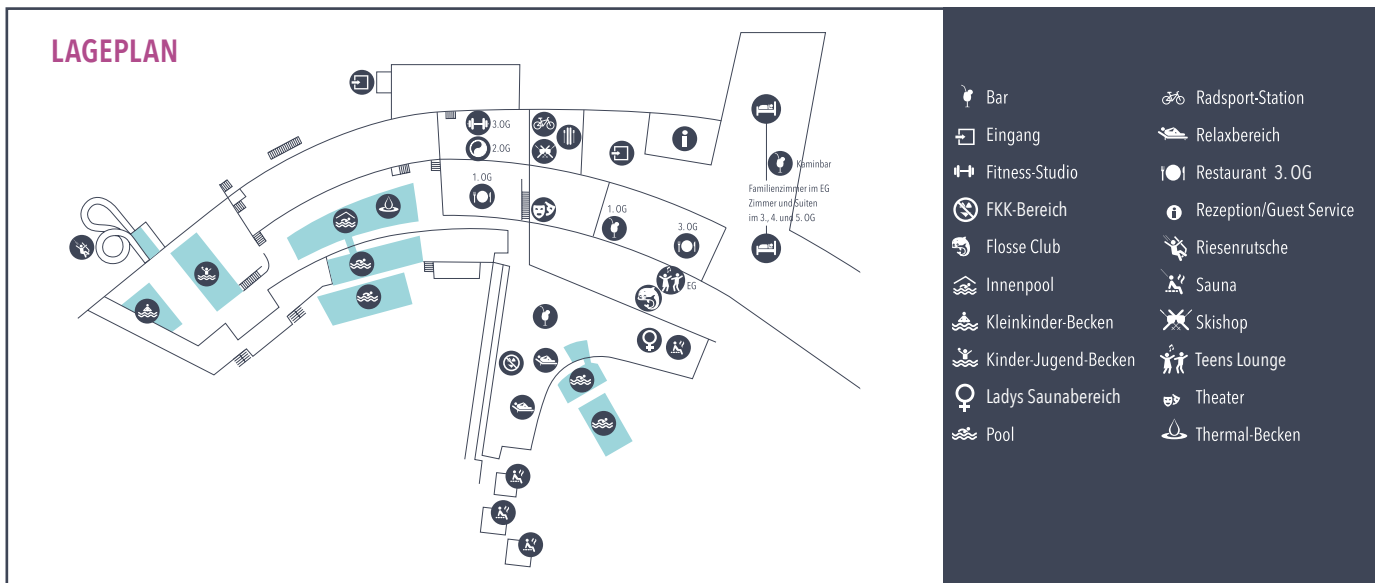 LAGEPLAN
3. OG
2. OG
1. OG
Kaminbar
Familienzimmer im EG
Zimmer und Suiten
im 3., 4. und 5. OG
1. OG
3. OG
EG
Bar
Eingang
Fitness-Studio
FKK-Bereich
Flosse Club
Innenpool
Kleinkinder-Becken
Kinder-Jugend-Becken
Ladys Saunabereich
Pool
Radsport-Station
Relaxbereich
Restaurant 3. OG
Rezeption/Guest Service
Riesenrutsche
Sauna
Skishop
Teens Lounge
Theater
Thermal-Becken